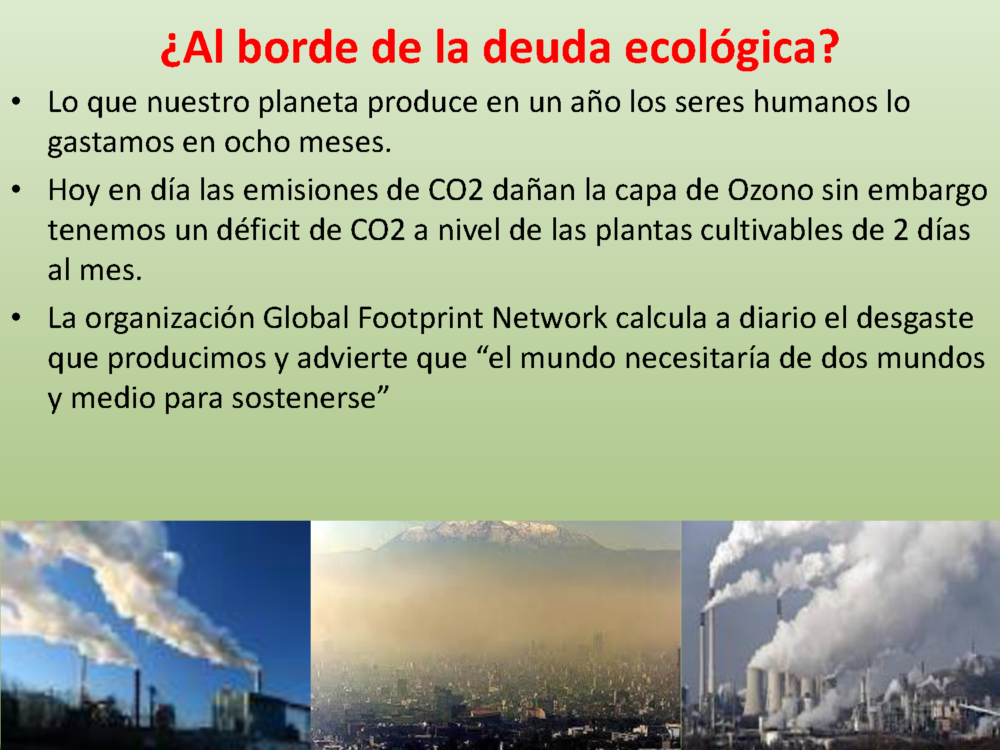 ¿Al borde de la deuda ecológica?
• Lo que nuestro planeta produce en un año los seres humanos lo
gastamos en ocho meses.
• Hoy en día las emisiones de CO2 dañan la capa de Ozono sin embargo
tenemos un déficit de CO2 a nivel de las plantas cultivables de 2 días
al mes.
• La organización Global Footprint Network calcula a diario el desgaste
que producimos y advierte que “el mundo necesitaría de dos mundos
y medio para sostenerse”